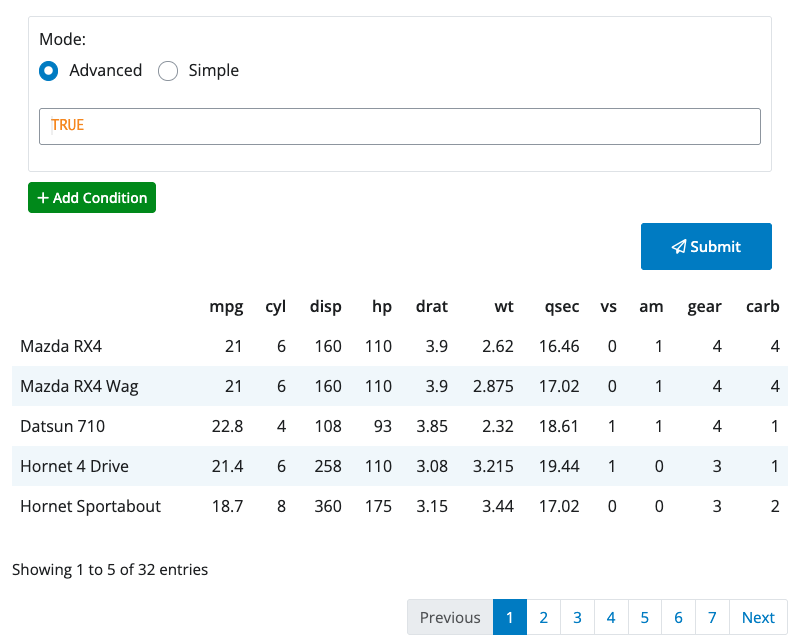 Mode:
Advanced Simple
TRUE
+ Add Condition
Submit
mpg cyl disp hp drat wt qsec vs am gear carb
Mazda RX4 21 6 160 110 3.9 2.62 16.46 0 1 4 4
Mazda RX4 Wag 21 6 160 110 3.9 2.875 17.02 0 1 4 4
Datsun 710 22.8 4 108 93 3.85 2.32 18.61 1 1 4 1
Hornet 4 Drive 21.4 6 258 110 3.08 3.215 19.44 1 0 3 1
Hornet Sportabout 18.7 8 360 175 3.15 3.44 17.02 0 0 3 2
Showing 1 to 5 of 32 entries
Previous 1 2 3 4 5 6 7 Next